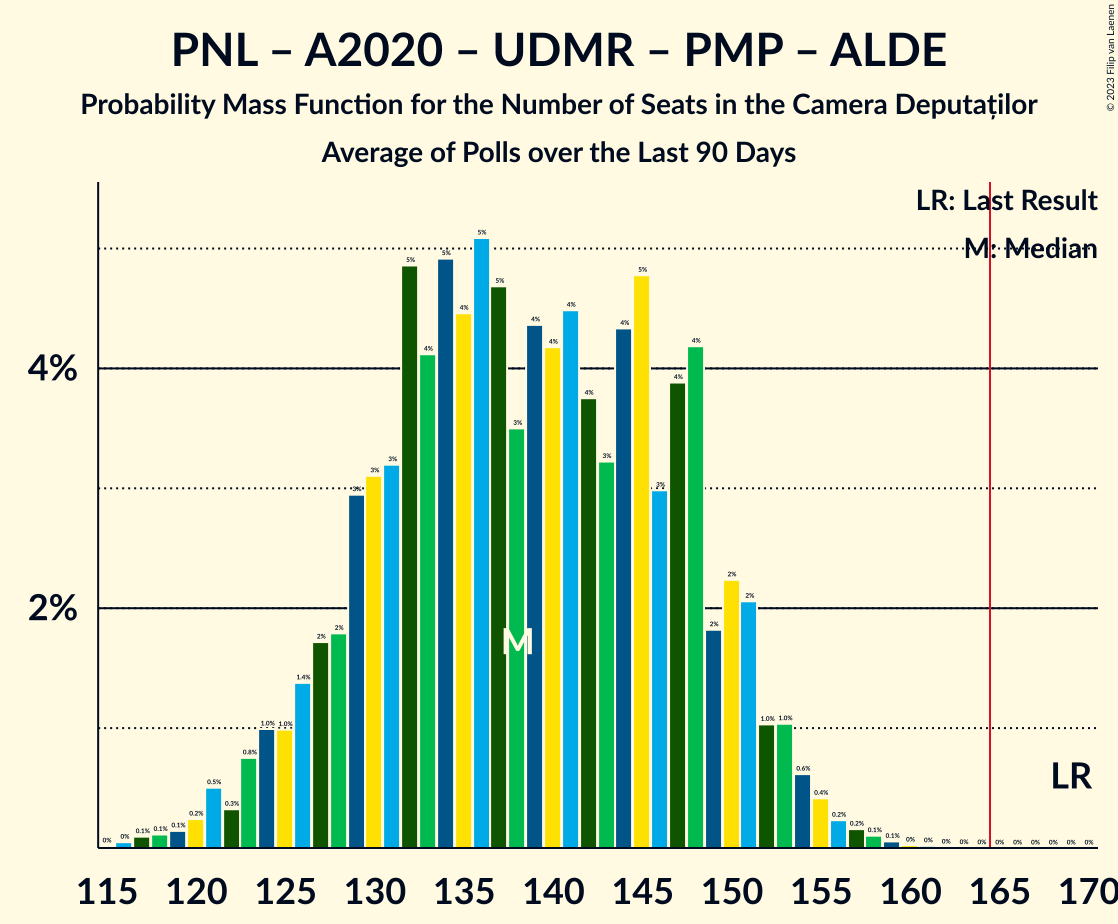 PNL – A2020 – UDMR – PMP – ALDE
Probability Mass Function for the Number of Seats in the Camera Deputaților
Average of Polls over the Last 90 Days
© 2023 Filip van Laenen
LR: Last Result
M: Median
4%
2%
0% 0% 0.1% 0.1% 0.1% 0.2% 0.5% 0.3% 0.8% 1.0% 1.0% 1.4% 2% 2% 3% 3% 3% 5% 4% 5% 4% 5% 5% 3% 4% 4% 4% 4% 3% 4% 5% 3% 4% 4% 2% 2% 2% 1.0% 1.0% 0.6% 0.4% 0.2% 0.2% 0.1% 0.1% 0% 0% 0% 0% 0% 0% 0% 0% 0% 0% 0%
M
LR
115 120 125 130 135 140 145 150 155 160 165 170